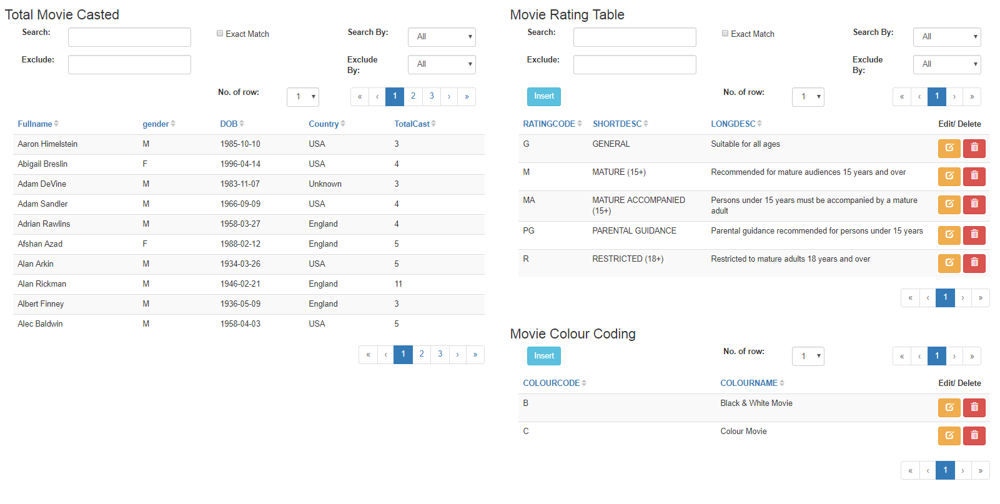 Total Movie Casted
Search:
Exact Match
Search By:
All
Exclude:
Exclude
By:
All
No. of row:
« ‹ 1 2 3 › »
Fullname gender DOB Country TotalCast
Aaron Himelstein M 1985-10-10 USA 3
Abigail Breslin F 1996-04-14 USA 4
Adam DeVine M 1983-11-07 Unknown 3
Adam Sandler M 1966-09-09 USA 4
Adrian Rawlins M 1958-03-27 England 4
Afshan Azad F 1988-02-12 England 5
Alan Arkin M 1934-03-26 USA 5
Alan Rickman M 1946-02-21 England 11
Albert Finney M 1936-05-09 England 3
Alec Baldwin M 1958-04-03 USA 5
« ‹ 1 2 3 › »
Movie Rating Table
Search:
Exact Match
Search By:
All
Exclude:
Exclude
By:
All
Insert
No. of row:
« ‹ 1 › »
RATINGCODE SHORTDESC LONGDESC Edit/ Delete
G GENERAL Suitable for all ages
M MATURE (15+) Recommended for mature audiences 15 years and over
MA MATURE ACCOMPANIED Persons under 15 years must be accompanied by a mature
(15+) adult
PG PARENTAL GUIDANCE Parental guidance recommended for persons under 15 years
R RESTRICTED (18+) Restricted to mature adults 18 years and over
« ‹ 1 › »
Movie Colour Coding
Insert
No. of row:
« ‹ 1 › »
COLOURCODE COLOURNAME Edit/ Delete
B Black & White Movie
C Colour Movie
« ‹ 1 › »